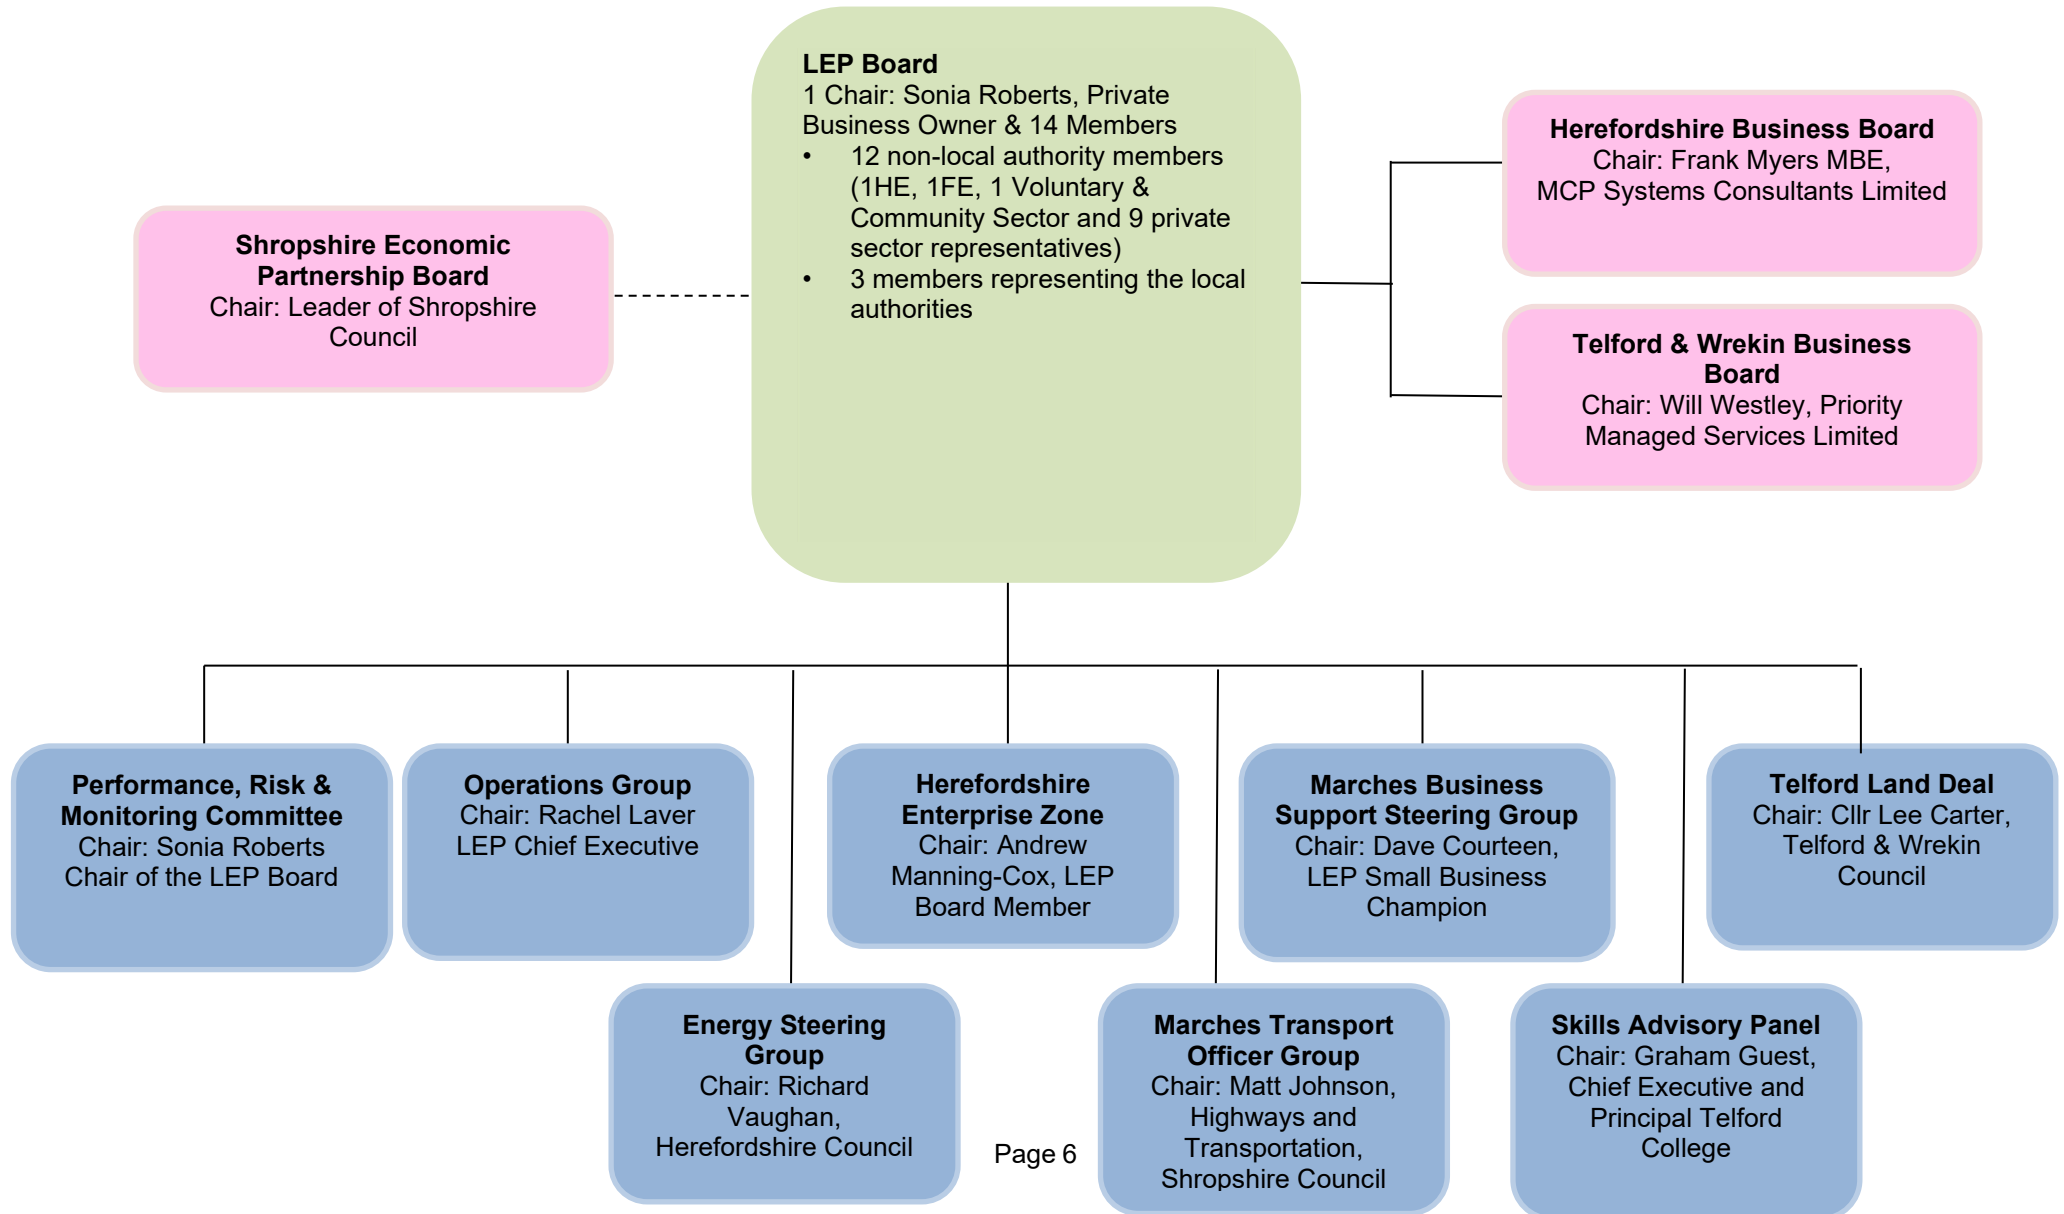 LEP Board
1 Chair: Sonia Roberts, Private
Business Owner & 14 Members
• 12 non-local authority members
(1HE, 1FE, 1 Voluntary &
Community Sector and 9 private
sector representatives)
• 3 members representing the local
authorities
Herefordshire Business Board
Chair: Frank Myers MBE,
MCP Systems Consultants Limited
Shropshire Economic
Partnership Board
Chair: Leader of Shropshire
Council
Telford & Wrekin Business
Board
Chair: Will Westley, Priority
Managed Services Limited
Performance, Risk &
Monitoring Committee
Chair: Sonia Roberts
Chair of the LEP Board
Operations Group
Chair: Rachel Laver
LEP Chief Executive
Herefordshire
Enterprise Zone
Chair: Andrew
Manning-Cox, LEP
Board Member
Marches Business
Support Steering Group
Chair: Dave Courteen,
LEP Small Business
Champion
Telford Land Deal
Chair: Cllr Lee Carter,
Telford & Wrekin
Council
Energy Steering
Group
Chair: Richard
Vaughan,
Herefordshire Council
Marches Transport
Officer Group
Chair: Matt Johnson,
Highways and
Transportation,
Shropshire Council
Skills Advisory Panel
Chair: Graham Guest,
Chief Executive and
Principal Telford
College
Page 6